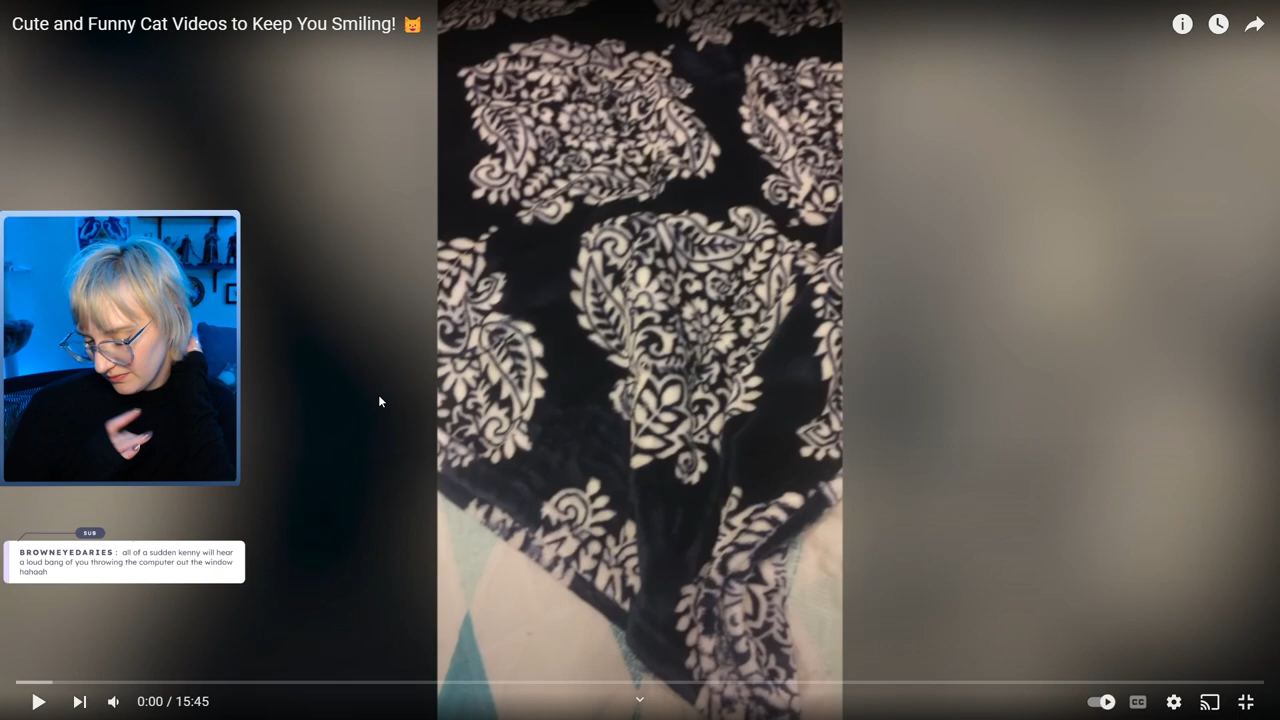 Cute and Funny Cat Videos to Keep You Smiling! 😺
SUB
BROWNEYEDARIES: all of a sudden kenny will hear
a loud bang of you throwing the computer out the window
hahaah
0:00 / 15:45
CC